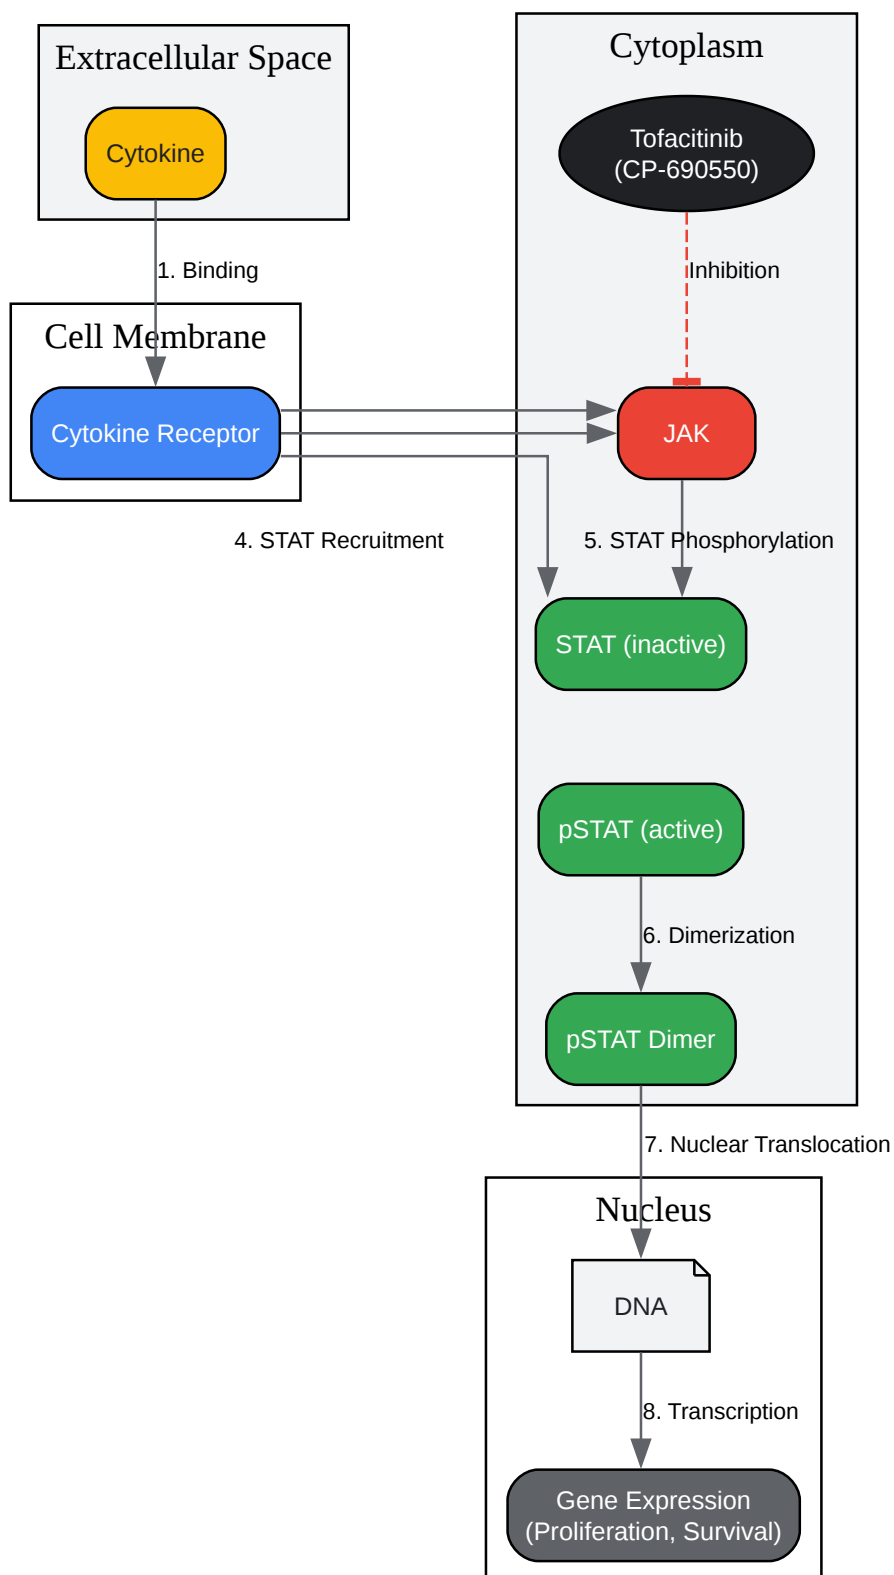 Extracellular Space
Cytokine
1. Binding
Cell Membrane
Cytokine Receptor
4. STAT Recruitment
Cytoplasm
Tofacitinib
(CP-690550)
Inhibition
JAK
5. STAT Phosphorylation
STAT (inactive)
pSTAT (active)
6. Dimerization
pSTAT Dimer
7. Nuclear Translocation
Nucleus
DNA
8. Transcription
Gene Expression
(Proliferation, Survival)